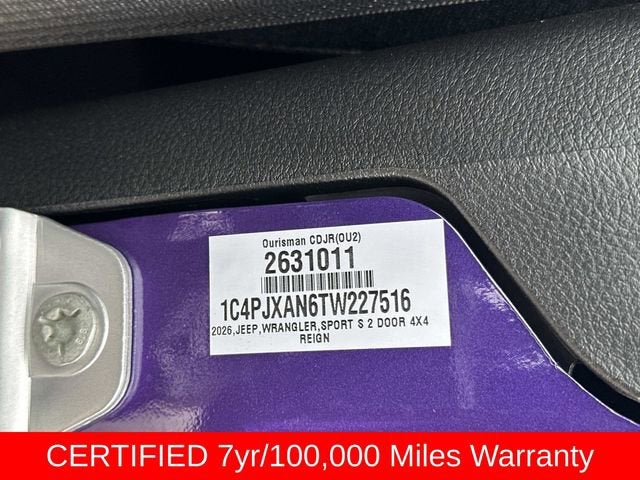 Ourisman CDJR(OU2)
2631011
1C4PJXAN6TW227516
2026,JEEP,WRANGLER,SPORT S 2 DOOR 4X4
REIGN
CERTIFIED 7yr/100,000 Miles Warranty